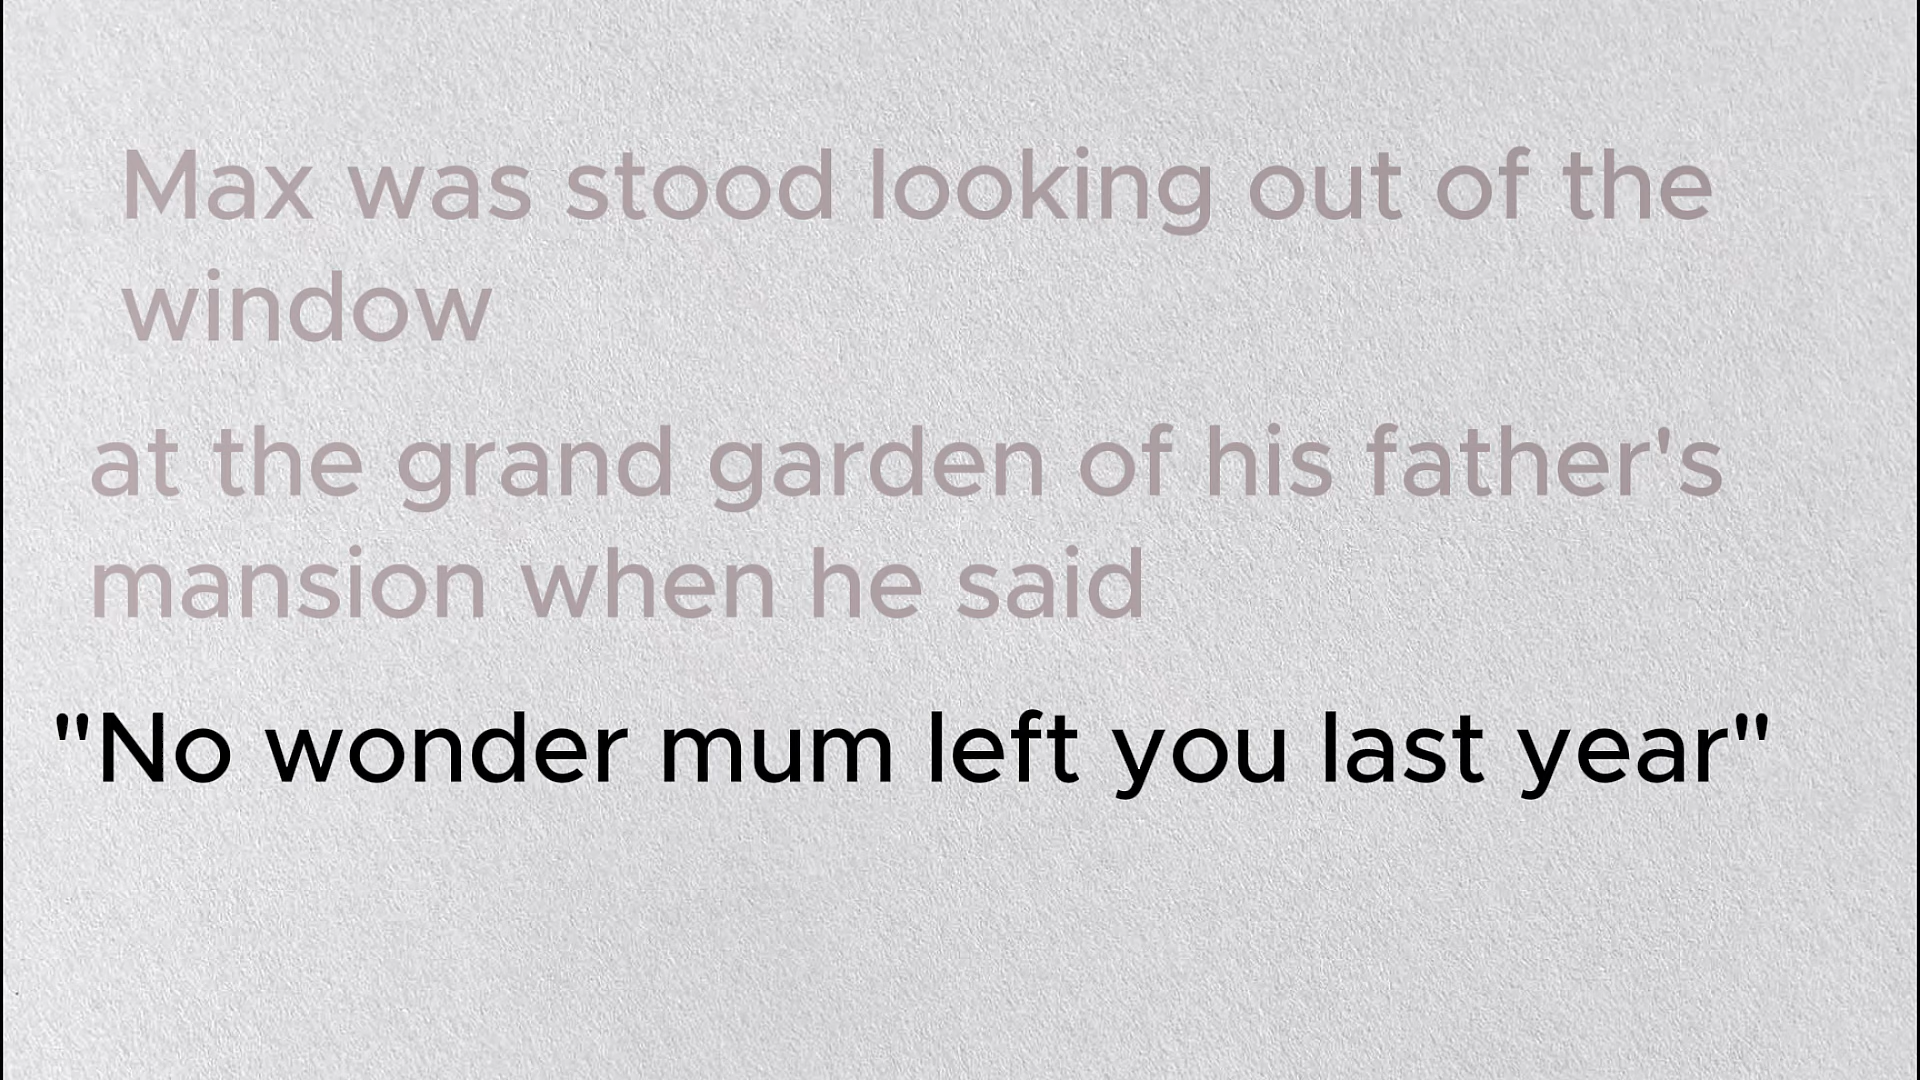 Max was stood looking out of the
window
at the grand garden of his father's
mansion when he said
"No wonder mum left you last year"